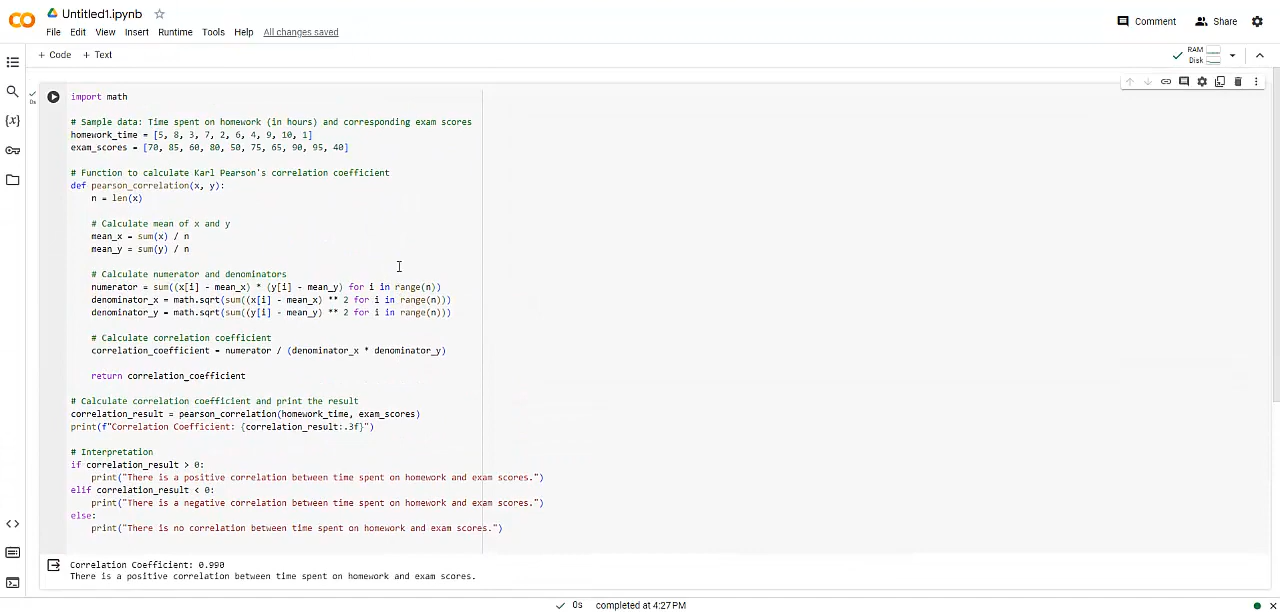 Untitled1.ipynb
File Edit View Insert Runtime Tools Help All changes saved
Comment Share
+ Code + Text
RAM
Disk
import math
# Sample data: Time spent on homework (in hours) and corresponding exam scores
homework_time = [5, 8, 3, 7, 2, 6, 4, 9, 10, 1]
exam_scores = [70, 85, 60, 80, 50, 75, 65, 90, 95, 40]
# Function to calculate Karl Pearson's correlation coefficient
def pearson_correlation(x, y):
n = len(x)
# Calculate mean of x and y
mean_x = sum(x) / n
mean_y = sum(y) / n
# Calculate numerator and denominators
numerator = sum((x[i] - mean_x) * (y[i] - mean_y) for i in range(n))
denominator_x = math.sqrt(sum((x[i] - mean_x) ** 2 for i in range(n)))
denominator_y = math.sqrt(sum((y[i] - mean_y) ** 2 for i in range(n)))
# Calculate correlation coefficient
correlation_coefficient = numerator / (denominator_x * denominator_y)
return correlation_coefficient
# Calculate correlation coefficient and print the result
correlation_result = pearson_correlation(homework_time, exam_scores)
print(f"Correlation Coefficient: {correlation_result:.3f}")
# Interpretation
if correlation_result > 0:
print("There is a positive correlation between time spent on homework and exam scores.")
elif correlation_result < 0:
print("There is a negative correlation between time spent on homework and exam scores.")
else:
print("There is no correlation between time spent on homework and exam scores.")
Correlation Coefficient: 0.990
There is a positive correlation between time spent on homework and exam scores.
0s completed at 4:27 PM